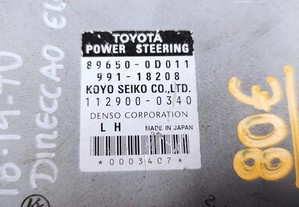 TOYOTA
POWER STEERING
89650-0D011
991-18208
KOYO SEIKO CO.,LTD.
112900-0340
DENSO CORPORATION
LH MADE IN JAPAN
*0003407*
DIRECCAO
80€